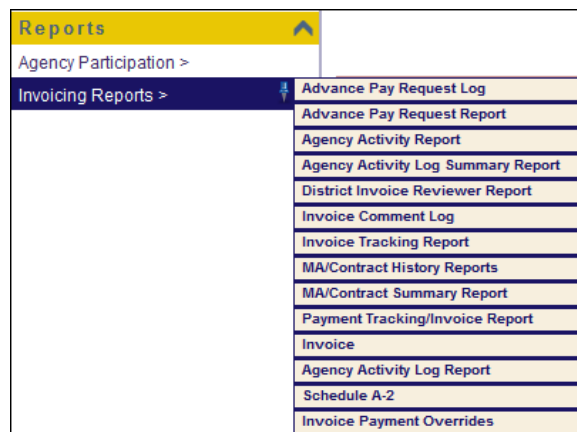 Reports
Agency Participation >
Invoicing Reports >
Advance Pay Request Log
Advance Pay Request Report
Agency Activity Report
Agency Activity Log Summary Report
District Invoice Reviewer Report
Invoice Comment Log
Invoice Tracking Report
MA/Contract History Reports
MA/Contract Summary Report
Payment Tracking/Invoice Report
Invoice
Agency Activity Log Report
Schedule A-2
Invoice Payment Overrides